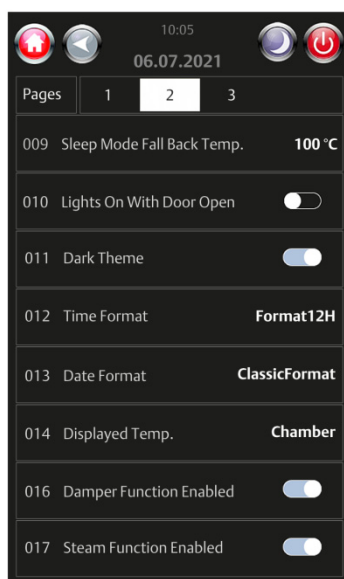 10:05
06.07.2021
Pages 1 2 3
009 Sleep Mode Fall Back Temp. 100 °C
010 Lights On With Door Open
011 Dark Theme
012 Time Format Format12H
013 Date Format ClassicFormat
014 Displayed Temp. Chamber
016 Damper Function Enabled
017 Steam Function Enabled